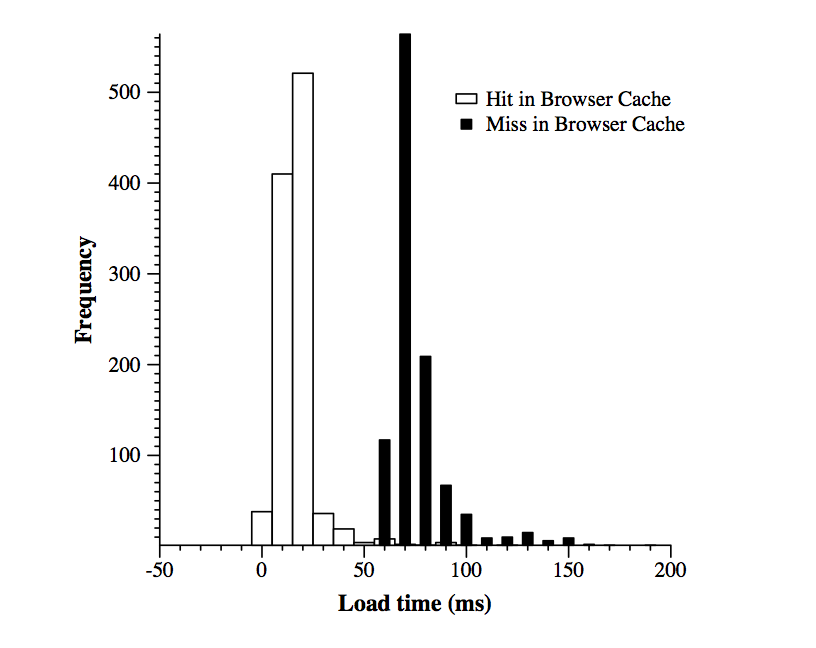 500
400
300
200
100
Frequency
Hit in Browser Cache
Miss in Browser Cache
-50 0 50 100 150 200
Load time (ms)